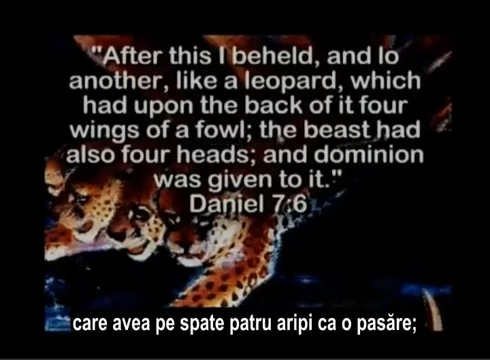 "After this I beheld, and lo
another, like a leopard, which
had upon the back of it four
wings of a fowl; the beast had
also four heads; and dominion
was given to it."
Daniel 7:6
care avea pe spate patru aripi ca o pasăre;